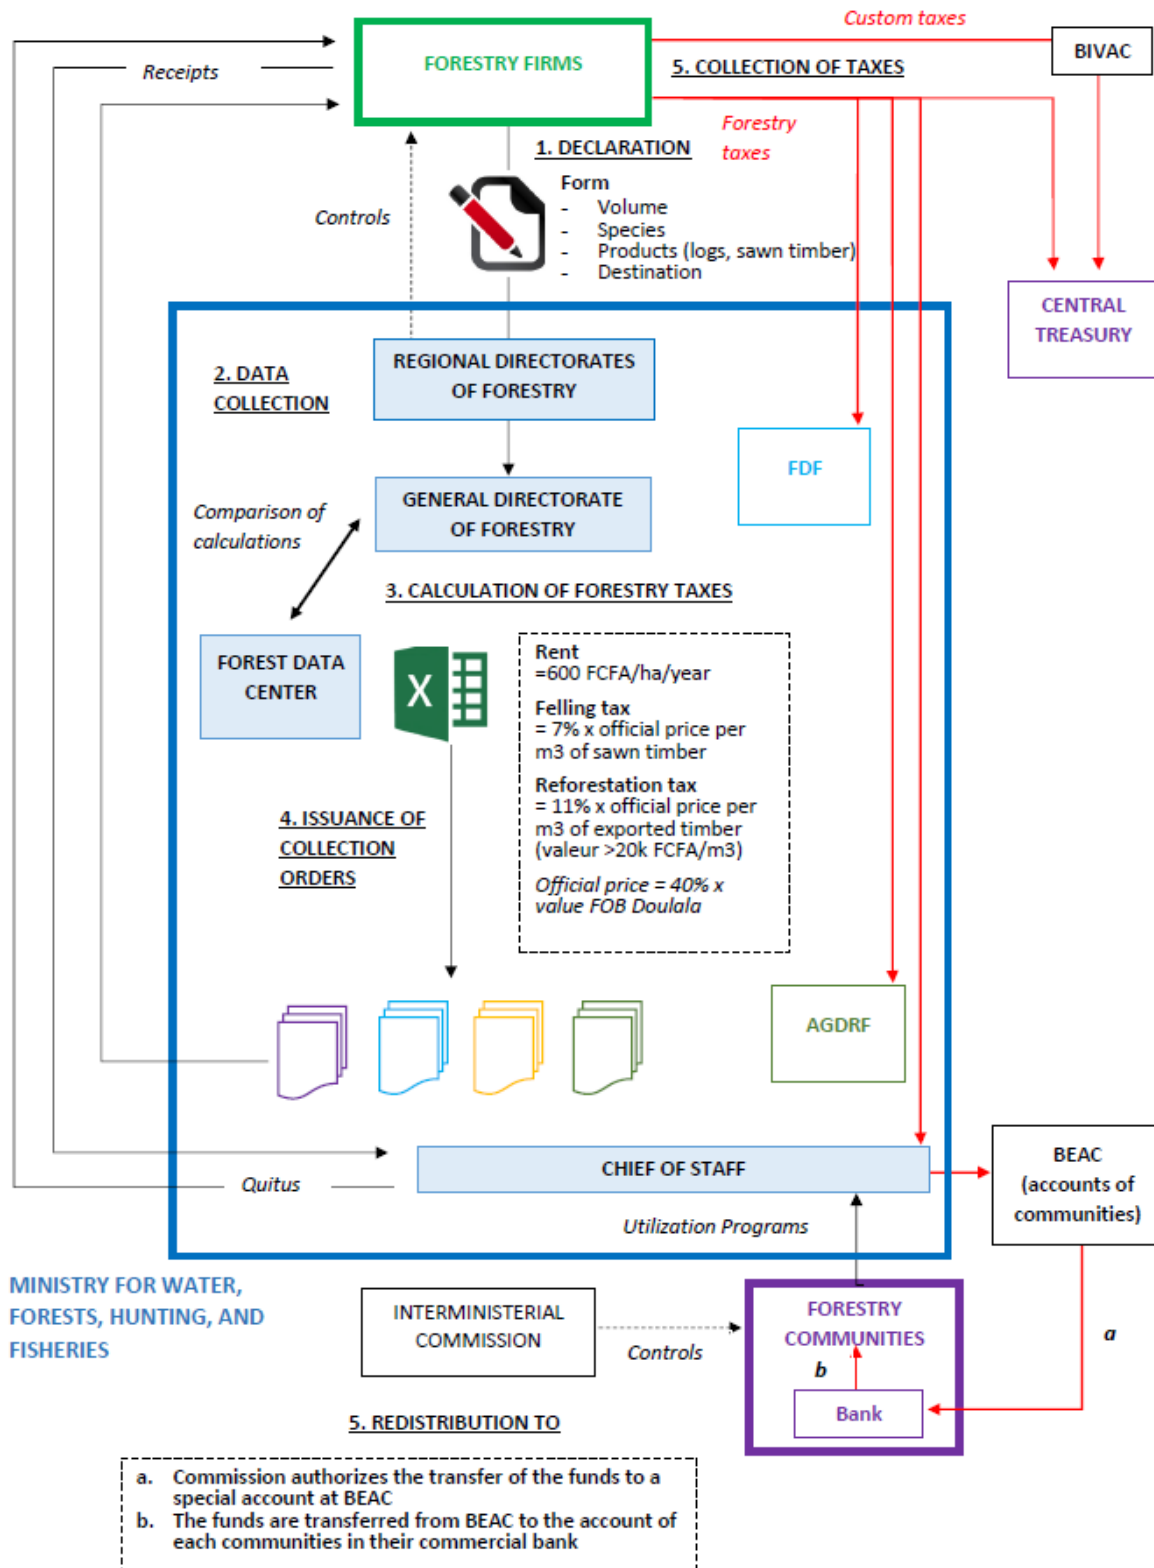 Custom taxes
FORESTRY FIRMS
BIVAC
Receipts
5. COLLECTION OF TAXES
Forestry
taxes
1. DECLARATION
Form
- Volume
- Species
- Products (logs, sawn timber)
- Destination
Controls
CENTRAL
TREASURY
REGIONAL DIRECTORATES
OF FORESTRY
2. DATA
COLLECTION
FDF
GENERAL DIRECTORATE
OF FORESTRY
Comparison of
calculations
3. CALCULATION OF FORESTRY TAXES
FOREST DATA
CENTER
X
Rent
=600 FCFA/ha/year
Felling tax
= 7% x official price per
m3 of sawn timber
Reforestation tax
= 11% x official price per
m3 of exported timber
(valeur >20k FCFA/m3)
Official price = 40% x
value FOB Doulala
4. ISSUANCE OF
COLLECTION
ORDERS
AGDRF
CHIEF OF STAFF
Quitus
BEAC
(accounts of
communities)
Utilization Programs
MINISTRY FOR WATER,
FORESTS, HUNTING, AND
FISHERIES
INTERMINISTERIAL
COMMISSION
Controls
FORESTRY
COMMUNITIES
b
Bank
a
5. REDISTRIBUTION TO
a. Commission authorizes the transfer of the funds to a
special account at BEAC
b. The funds are transferred from BEAC to the account of
each communities in their commercial bank